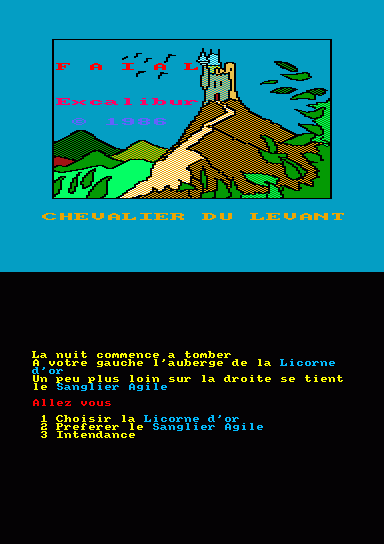 F A I A L
Excalibur
© 1986
CHEVALIER DU LEVANT
La nuit commence a tomber
A votre gauche l'auberge de la Licorne
d'or
Un peu plus loin sur la droite se tient
le Sanglier Agile
Allez vous
1 Choisir la Licorne d'or
2 Preferer le Sanglier Agile
3 Intendance